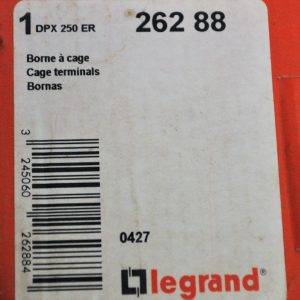 1 DPX 250 ER 262 88
Borne à cage
Cage terminals
Bornas
3 245060 262884
0427
legrand